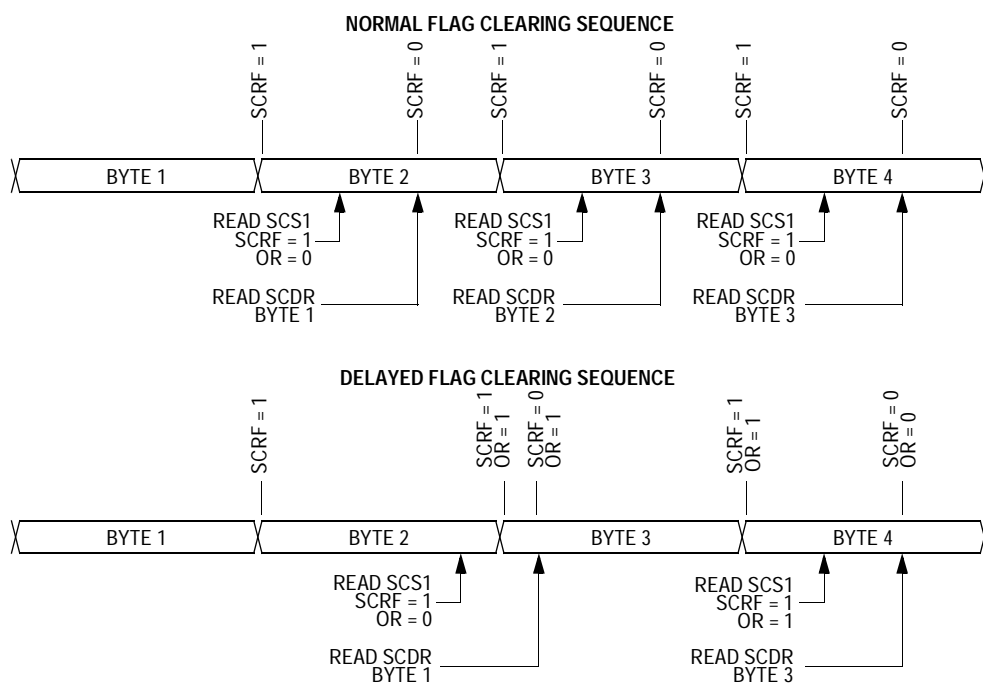 NORMAL FLAG CLEARING SEQUENCE
SCRF = 1
SCRF = 0
SCRF = 1
SCRF = 0
SCRF = 1
SCRF = 0
BYTE 1
BYTE 2
BYTE 3
BYTE 4
READ SCS1
SCRF = 1
OR = 0
READ SCS1
SCRF = 1
OR = 0
READ SCS1
SCRF = 1
OR = 0
READ SCDR
BYTE 1
READ SCDR
BYTE 2
READ SCDR
BYTE 3
DELAYED FLAG CLEARING SEQUENCE
SCRF = 1
SCRF = 1
OR = 1
SCRF = 0
OR = 1
SCRF = 1
OR = 1
SCRF = 0
OR = 0
BYTE 1
BYTE 2
BYTE 3
BYTE 4
READ SCS1
SCRF = 1
OR = 0
READ SCS1
SCRF = 1
OR = 1
READ SCDR
BYTE 1
READ SCDR
BYTE 3